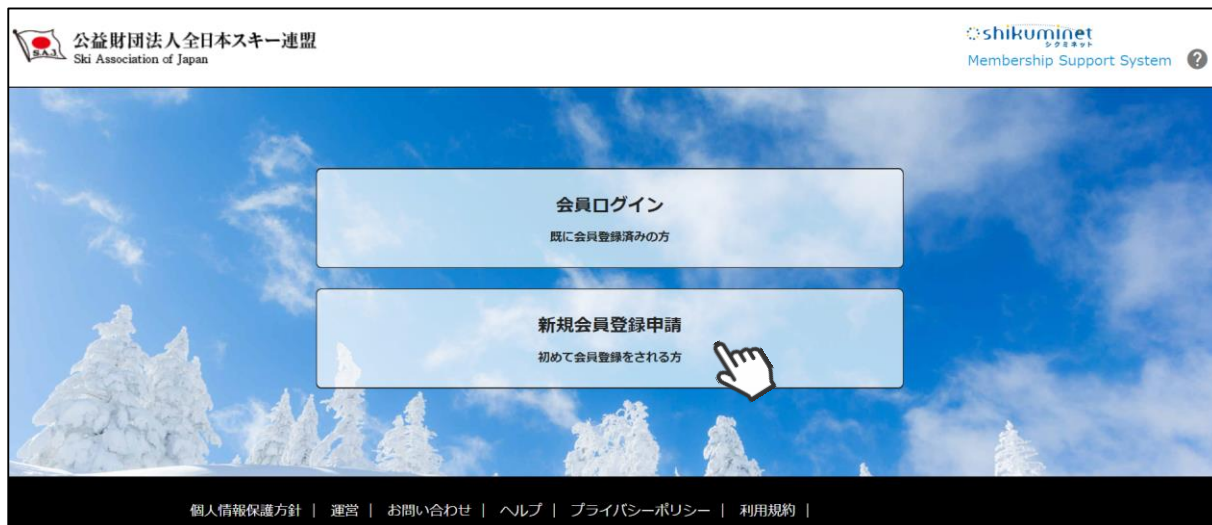 公益財団法人全日本スキー連盟
S.A.J.
Ski Association of Japan
shikuminet
シクミネット
Membership Support System ?
会員ログイン
既に会員登録済みの方
新規会員登録申請
初めて会員登録をされる方
個人情報保護方針 | 運営 | お問い合わせ | ヘルプ | プライバシーポリシー | 利用規約 |